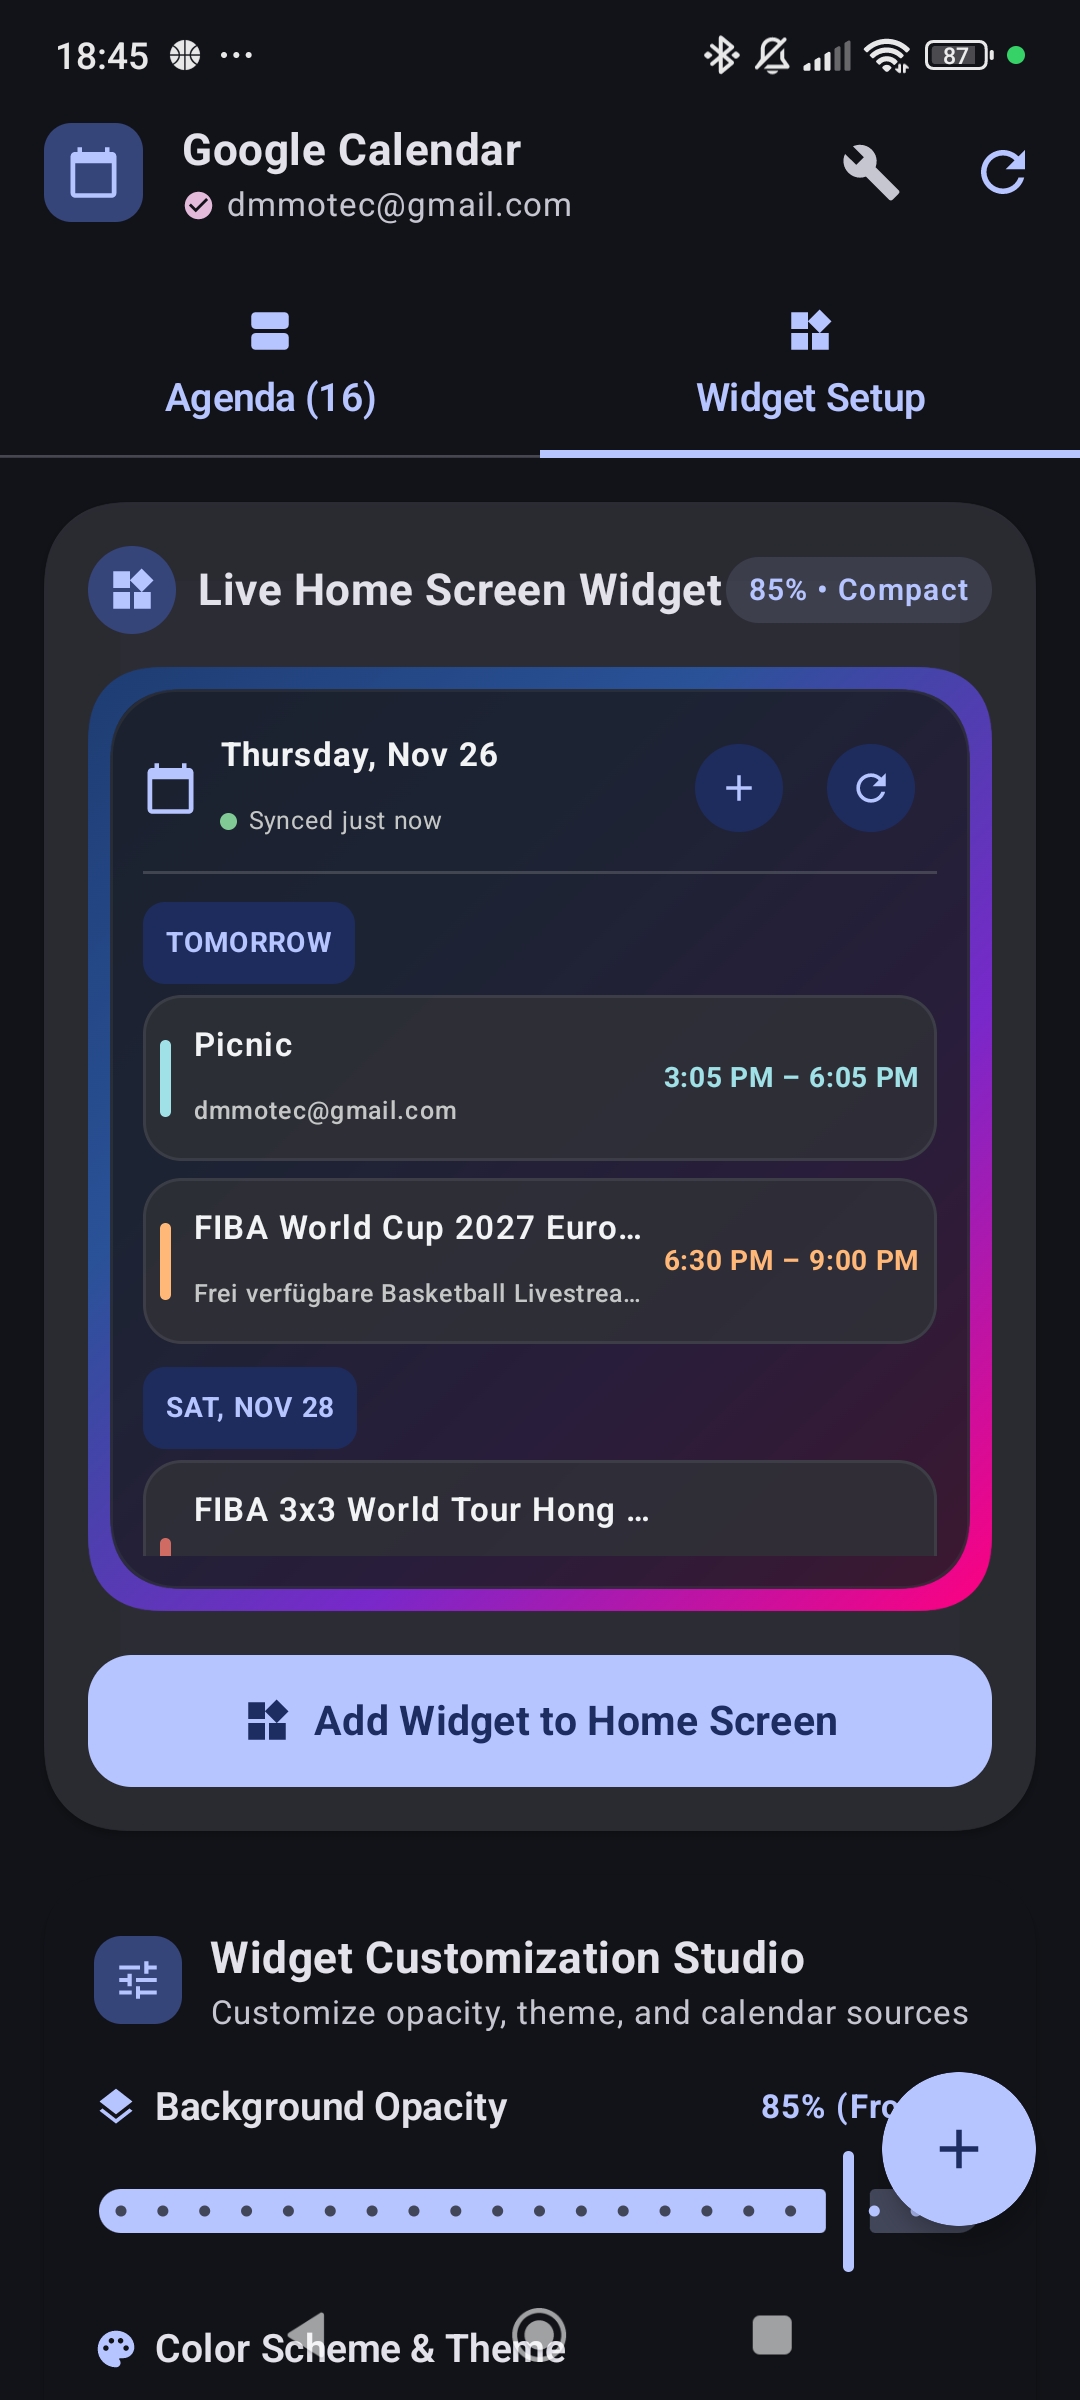 18:45
87
Google Calendar
dmmotec@gmail.com
Agenda (16)
Widget Setup
Live Home Screen Widget
85% • Compact
Thursday, Nov 26
Synced just now
TOMORROW
Picnic
3:05 PM – 6:05 PM
dmmotec@gmail.com
FIBA World Cup 2027 Euro…
6:30 PM – 9:00 PM
Frei verfügbare Basketball Livestrea…
SAT, NOV 28
FIBA 3x3 World Tour Hong …
Add Widget to Home Screen
Widget Customization Studio
Customize opacity, theme, and calendar sources
Background Opacity
85%
Color Scheme & Theme